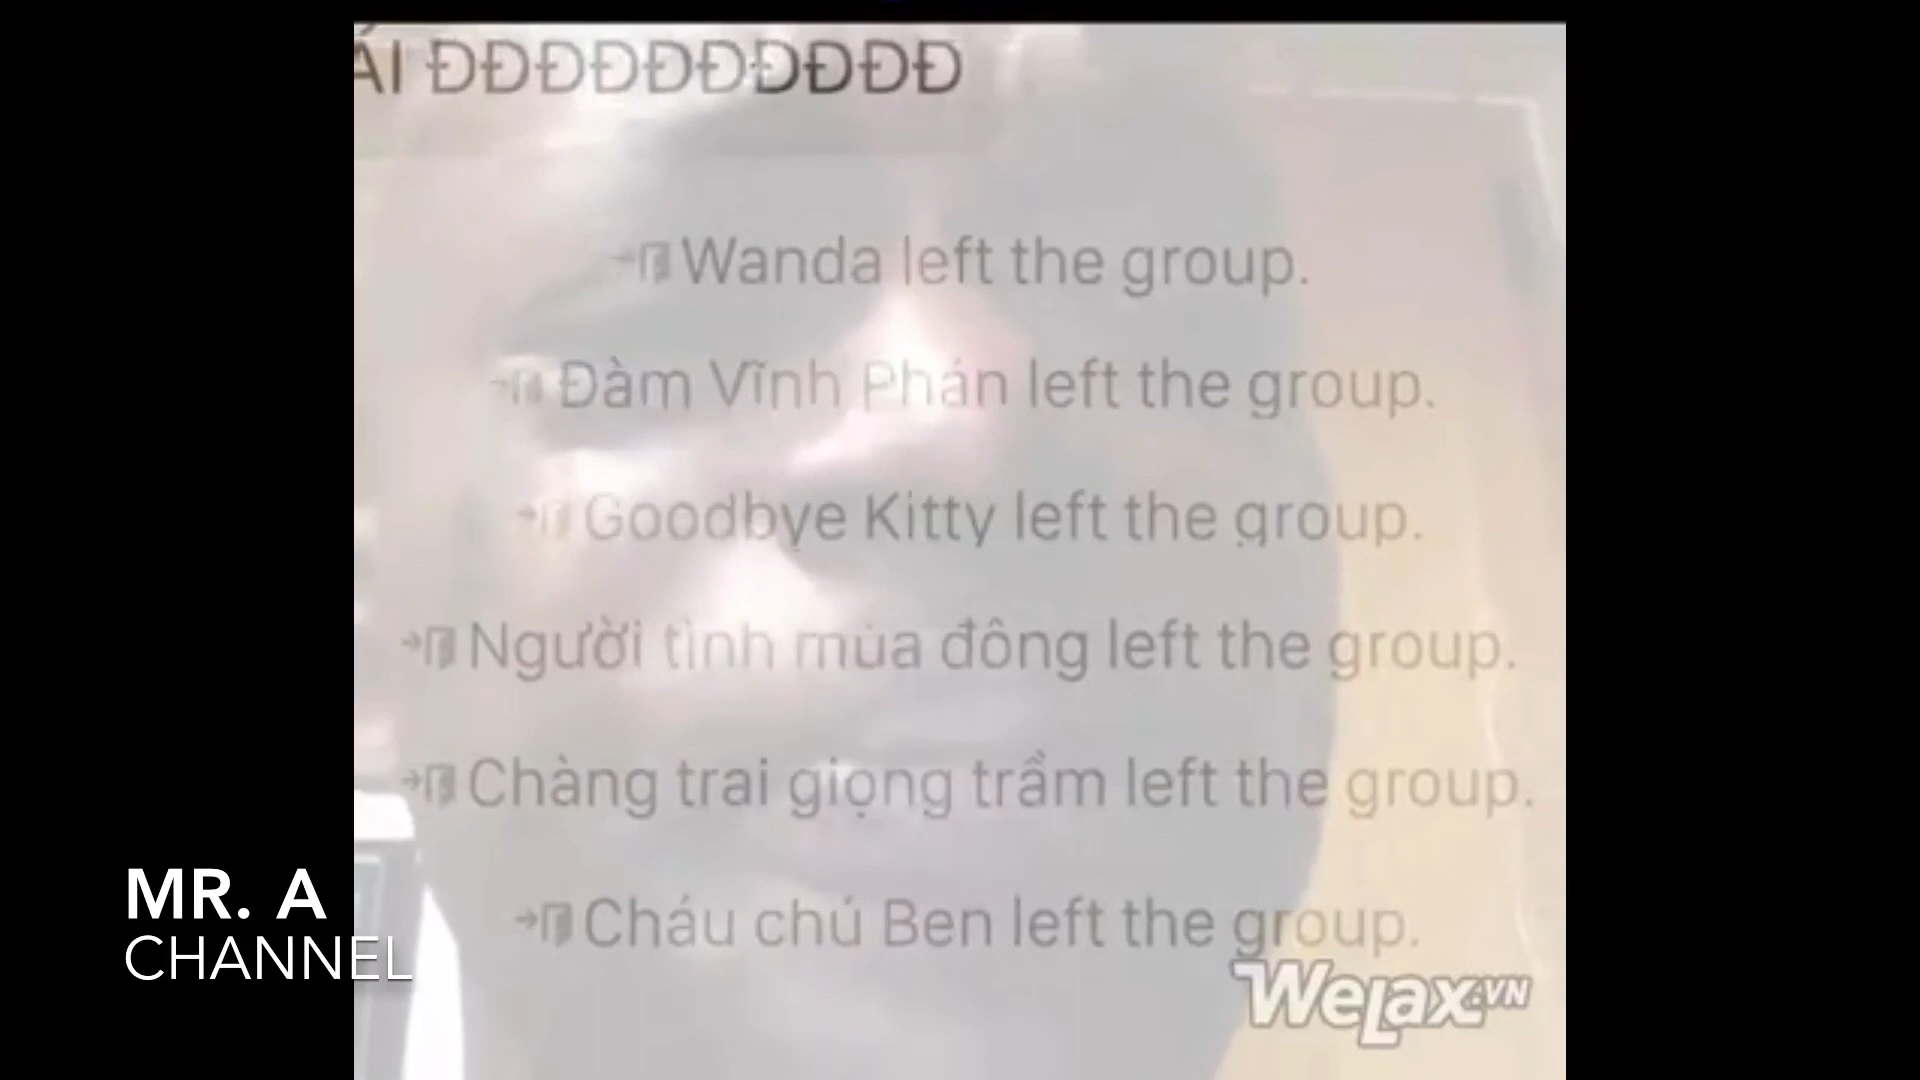 ÁI ĐĐĐĐĐĐĐĐĐĐ
Wanda left the group.
Đàm Vĩnh Phán left the group.
Goodbye Kitty left the group.
Người tình mùa đông left the group.
Chàng trai giọng trầm left the group.
Cháu chú Ben left the group.
MR. A
CHANNEL
WeLax.VN